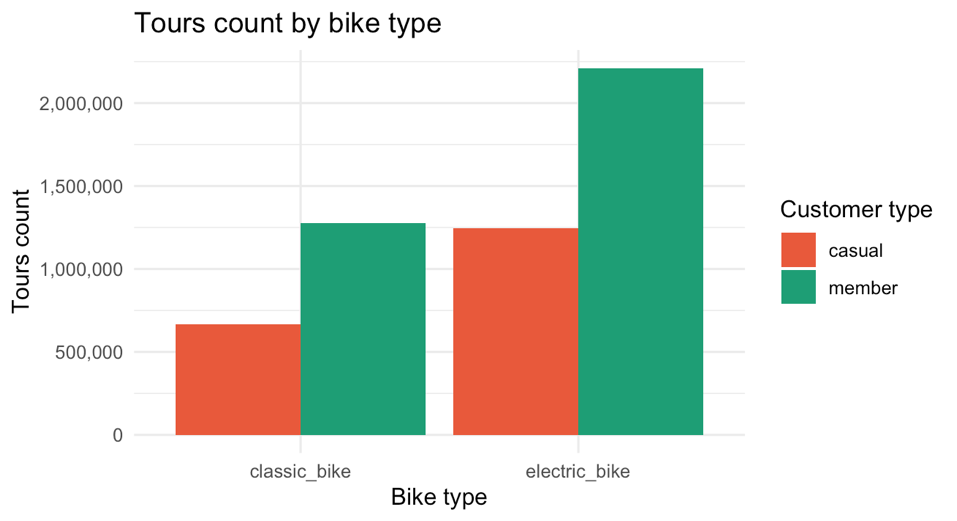 Tours count by bike type
Tours count
2,000,000
1,500,000
1,000,000
500,000
0
classic_bike
electric_bike
Bike type
Customer type
casual
member